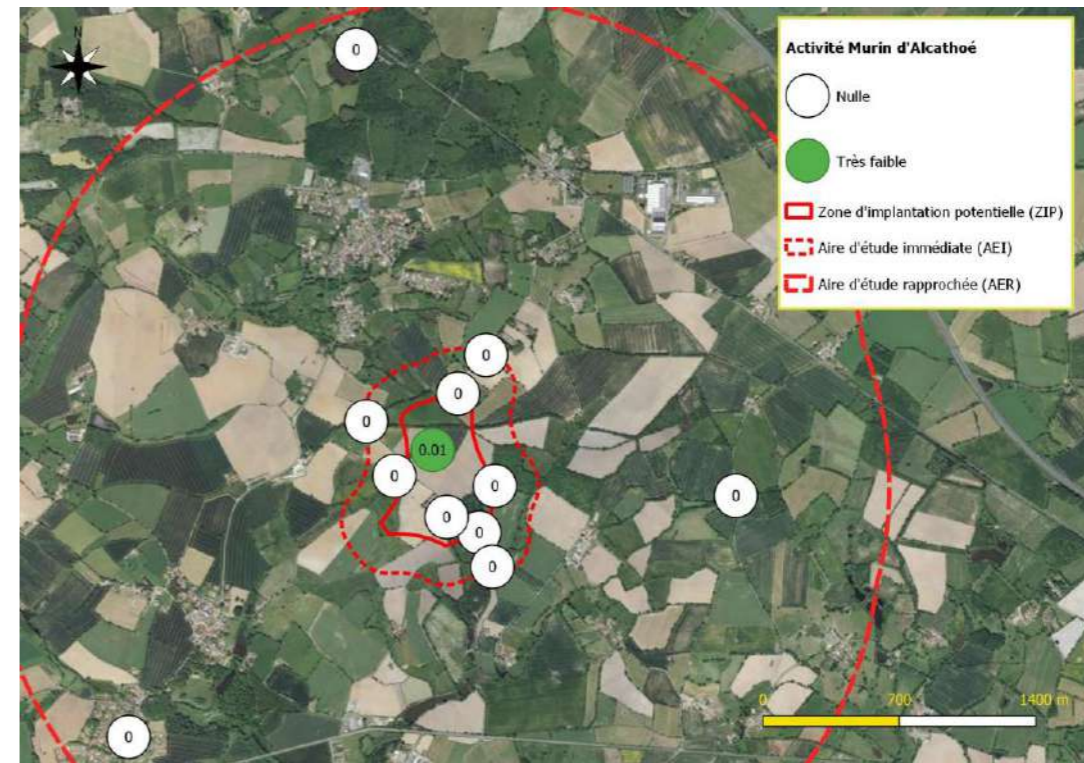 N
Activité Murin d'Alcathoé
Nulle
Très faible
Zone d'implantation potentielle (ZIP)
Aire d'étude immédiate (AEI)
Aire d'étude rapprochée (AER)
0
0
0
0
0.01
0
0
0
0
0
0
0
0 700 1400 m